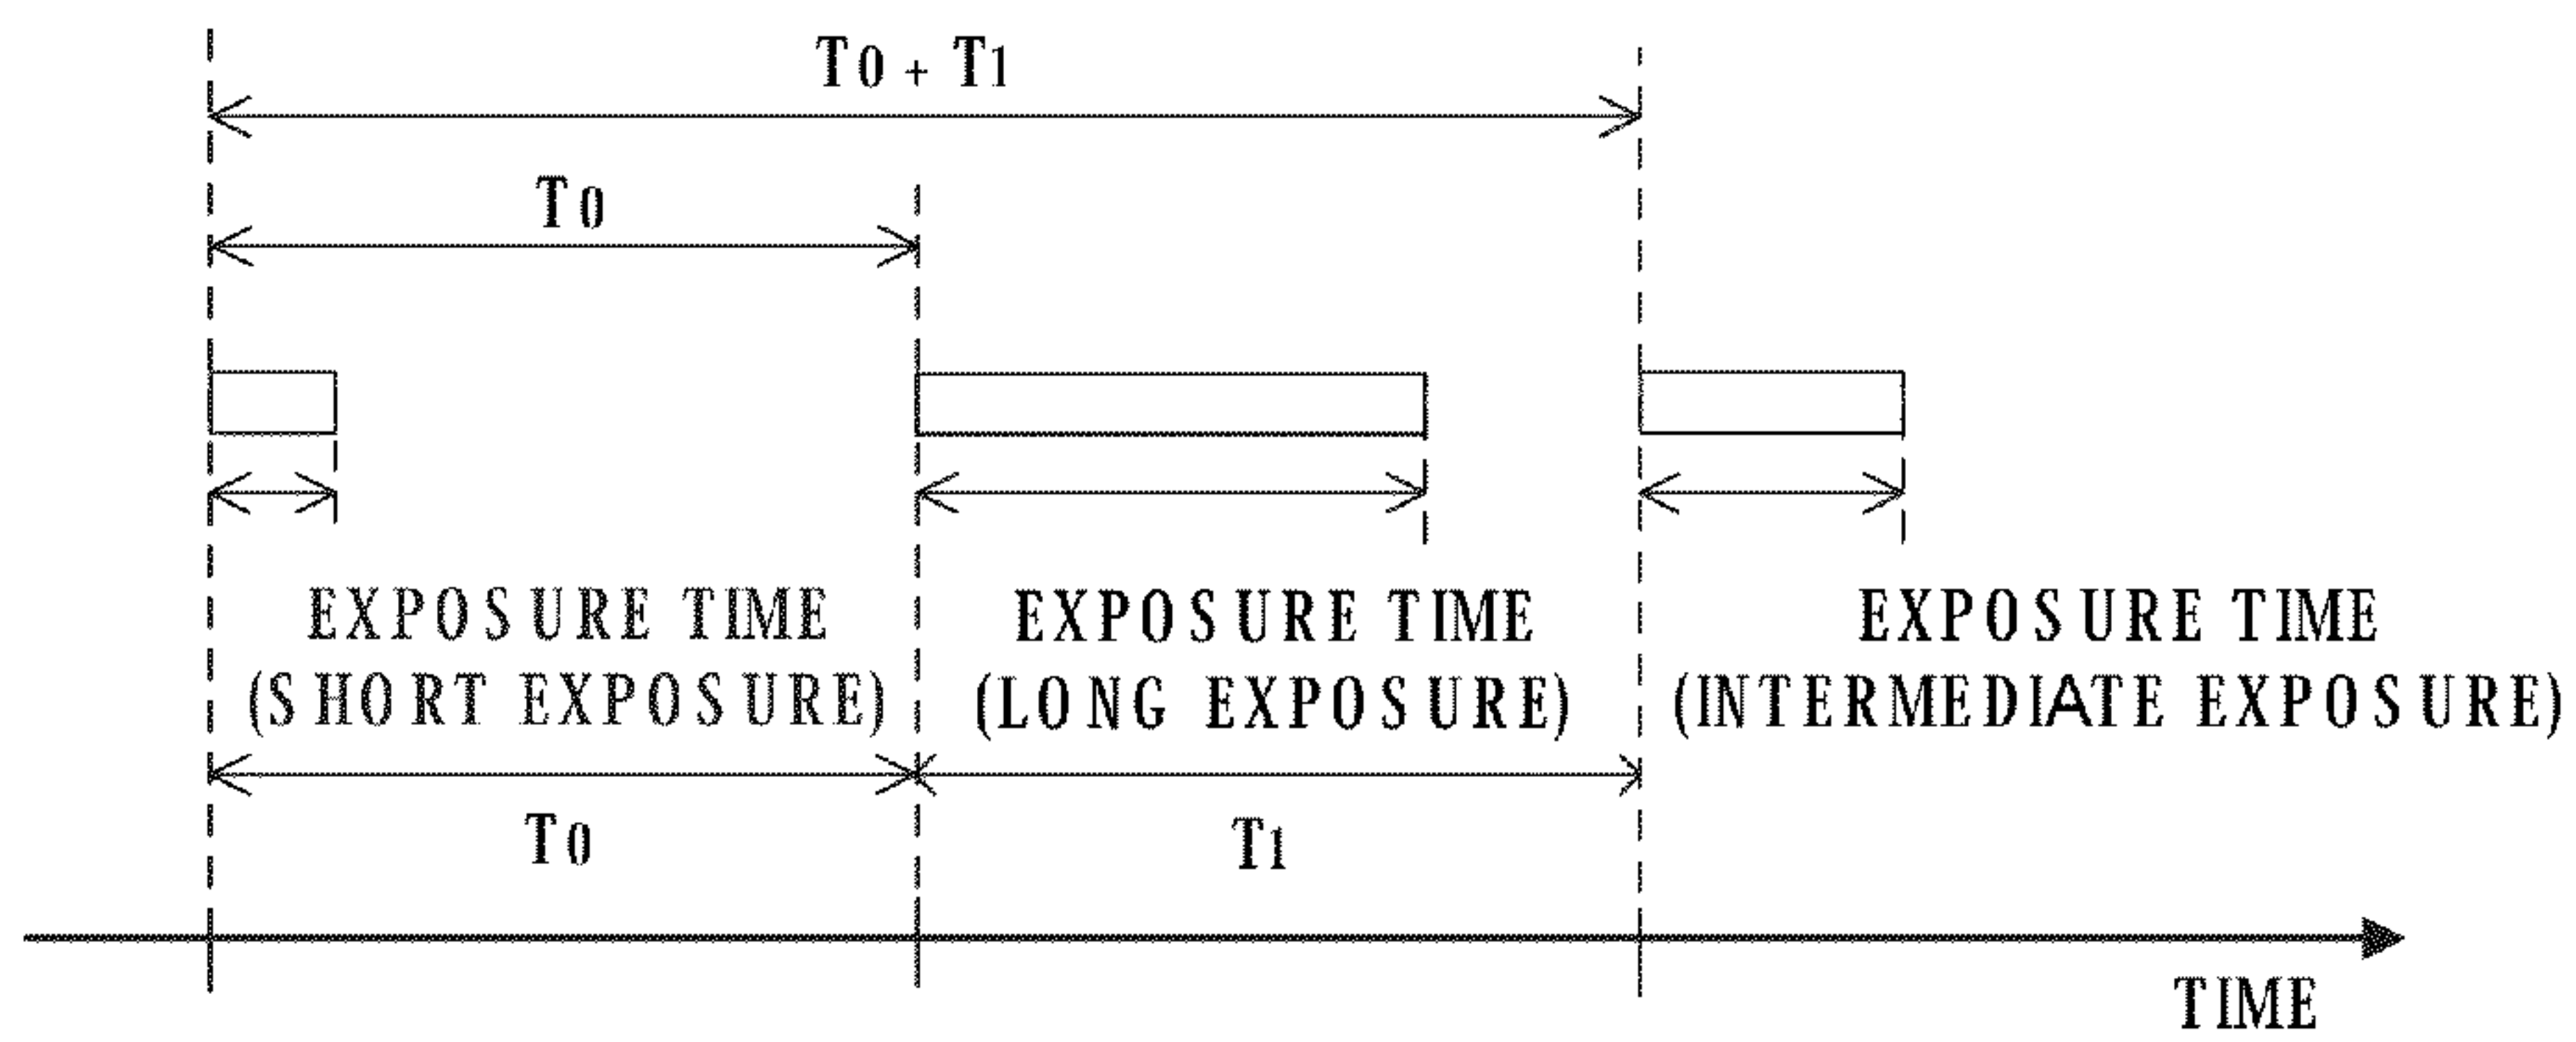 T0 + T1
T0
EXPOSURE TIME
(SHORT EXPOSURE)
EXPOSURE TIME
(LONG EXPOSURE)
EXPOSURE TIME
(INTERMEDIATE EXPOSURE)
T0
T1
TIME